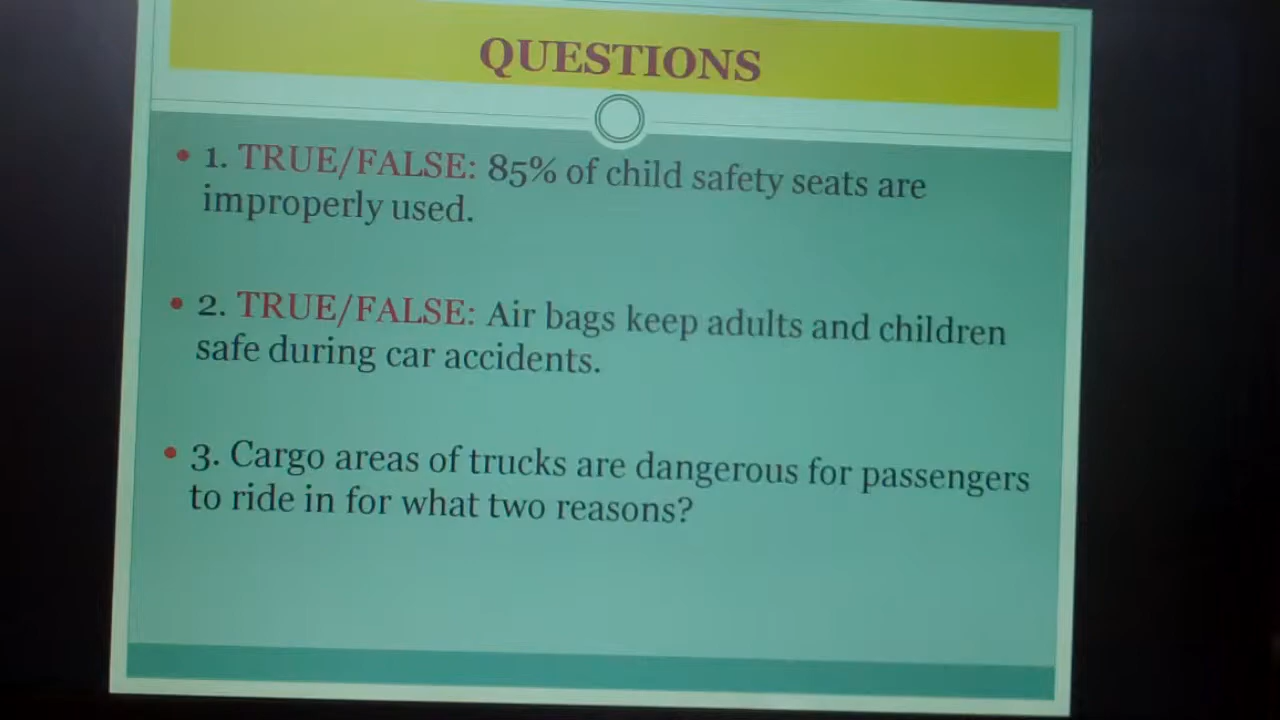 QUESTIONS
• 1. TRUE/FALSE: 85% of child safety seats are
improperly used.
• 2. TRUE/FALSE: Air bags keep adults and children
safe during car accidents.
• 3. Cargo areas of trucks are dangerous for passengers
to ride in for what two reasons?